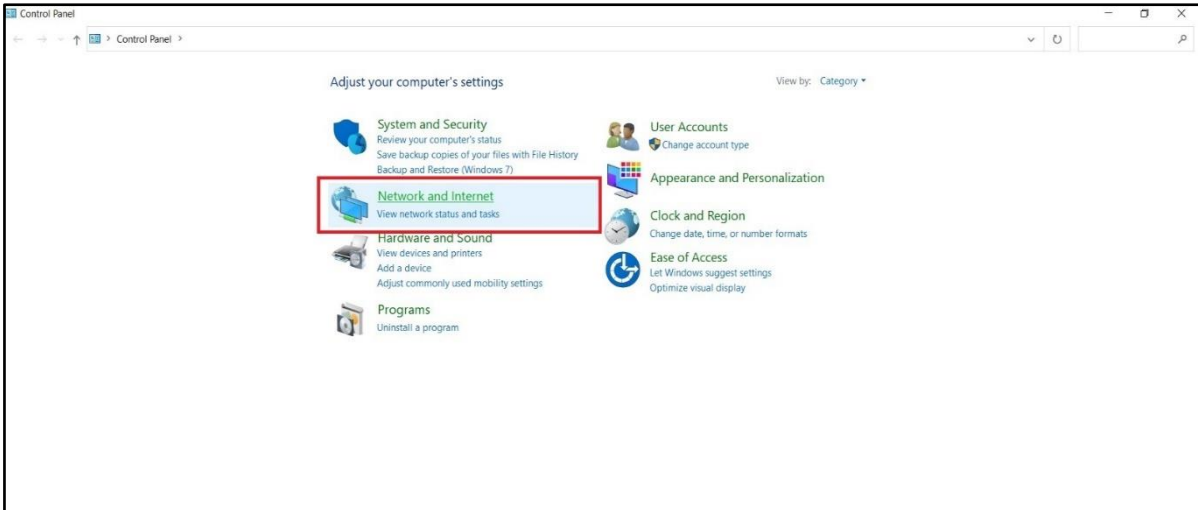 Control Panel
Control Panel
Adjust your computer's settings
View by: Category
System and Security
Review your computer's status
Save backup copies of your files with File History
Backup and Restore (Windows 7)
Network and Internet
View network status and tasks
Hardware and Sound
View devices and printers
Add a device
Adjust commonly used mobility settings
Programs
Uninstall a program
User Accounts
Change account type
Appearance and Personalization
Clock and Region
Change date, time, or number formats
Ease of Access
Let Windows suggest settings
Optimize visual display